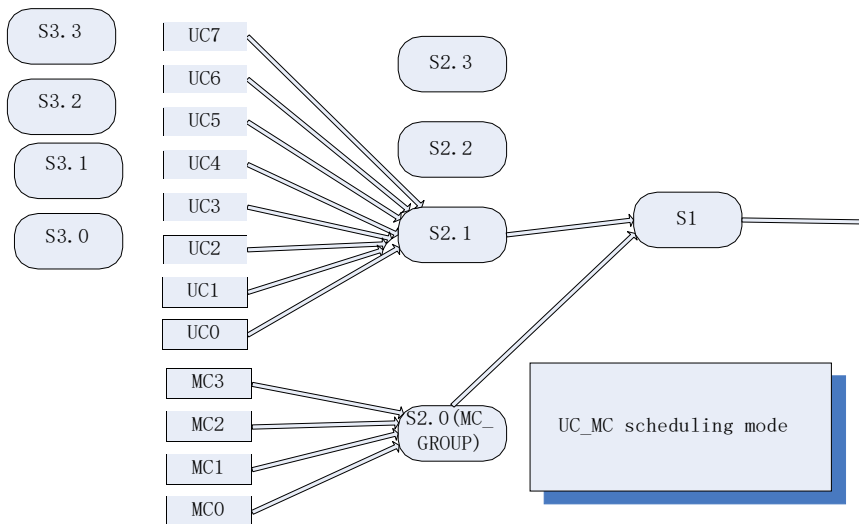 S3.3
S3.2
S3.1
S3.0
UC7
UC6
UC5
UC4
UC3
UC2
UC1
UC0
MC3
MC2
MC1
MC0
S2.3
S2.2
S2.1
S2.0(MC_
GROUP)
S1
UC_MC scheduling mode